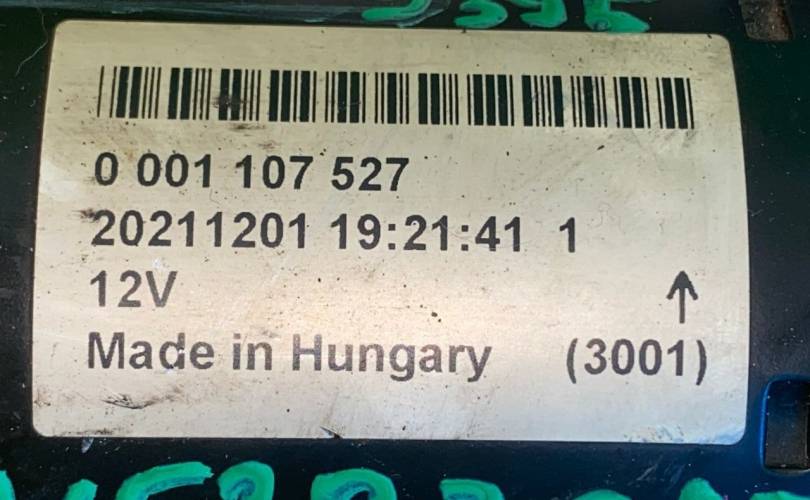 0 001 107 527
20211201 19:21:41 1
12V ↑
Made in Hungary (3001)